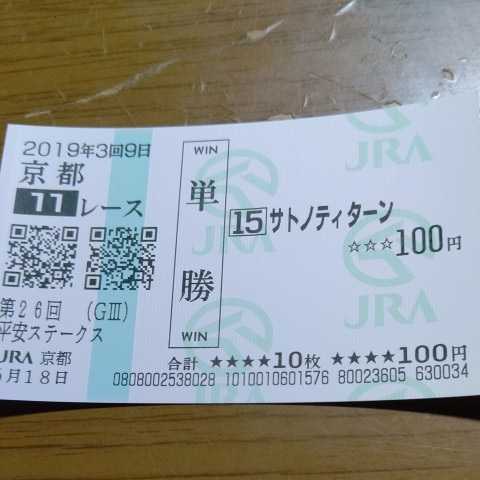 2019年3回9日
京都
11レース
第26回 (GⅢ)
平安ステークス
JRA 京都
5月18日
WIN
単勝
WIN
15 サトノティターン
☆☆☆100円
JRA
JRA
JRA
合計 ★★★★10枚 ★★★★100円
0808002538028 1010010601576 80023605 630034